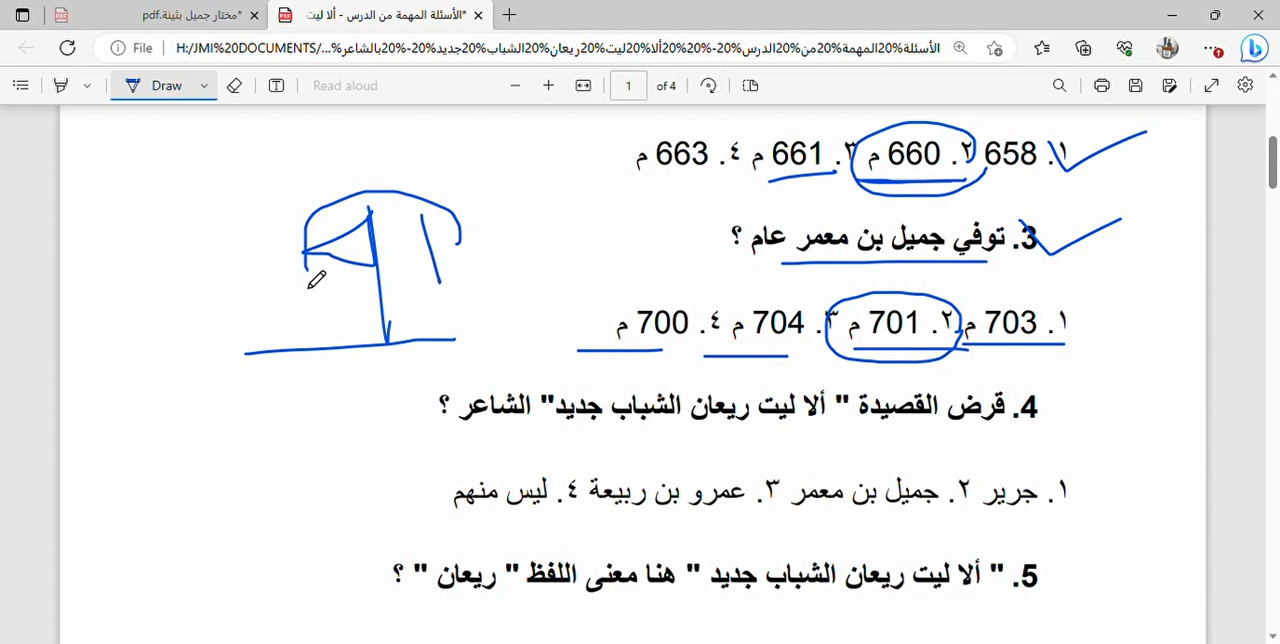 مختار جميل بثينة.pdf*
الأسئلة المهمة من الدرس - ألا ليت*
File
H:/MI%20DOCUMENTS/...%الأسئلة%20المهمة%20من%20الدرس%20-%20%20ألا%20ليت%20ريعان%20الشباب%20جديد%20-%20بالشاعر
Draw
Read aloud
1 of 4
١. 658 ٢. 660 م ٣. 661 م ٤. 663 م
3. توفي جميل بن معمر عام ؟
١. 703 م ٢. 701 م ٣. 704 م ٤. 700 م
4. قرض القصيدة " ألا ليت ريعان الشباب جديد" الشاعر ؟
١. جرير ٢. جميل بن معمر ٣. عمرو بن ربيعة ٤. ليس منهم
5. " ألا ليت ريعان الشباب جديد " هنا معنى اللفظ " ريعان " ؟